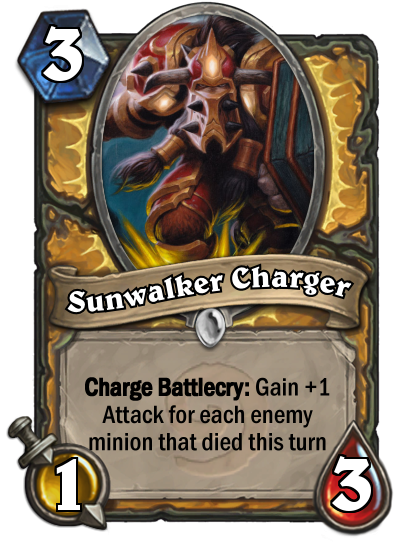 3
Sunwalker Charger
Charge Battlecry: Gain +1
Attack for each enemy
minion that died this turn
1
3